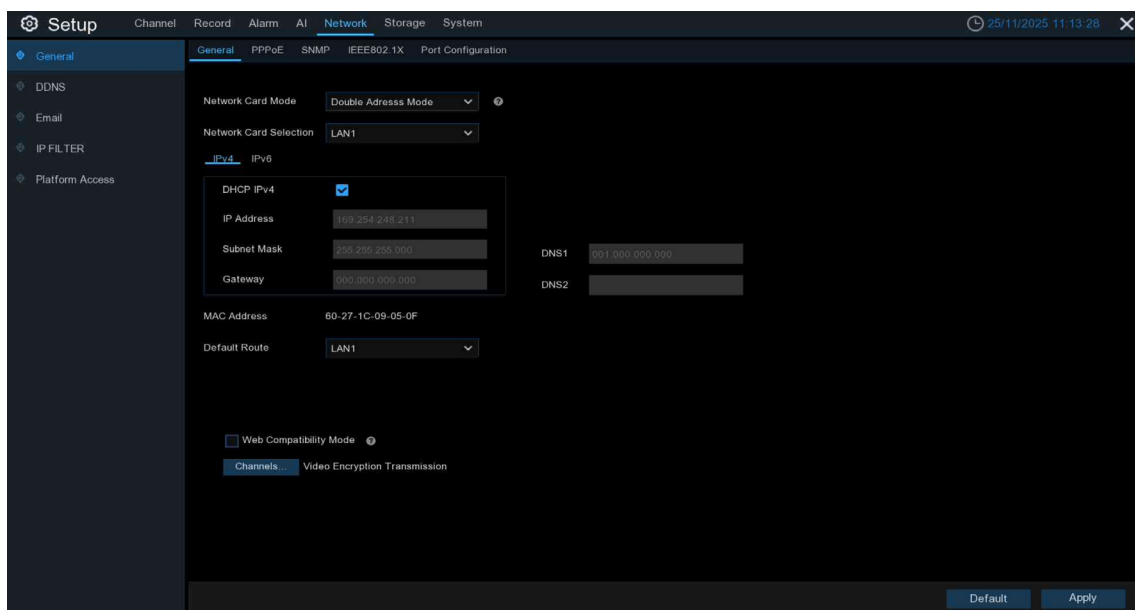 Setup Channel Record Alarm AI Network Storage System 25/11/2025 11:13:28
General General PPPoE SNMP IEEE802.1X Port Configuration
DDNS
Email
IP FILTER
Platform Access
Network Card Mode Double Adresss Mode
Network Card Selection LAN1
IPv4 IPv6
DHCP IPv4
IP Address 169.254.248.211
Subnet Mask 255.255.255.000
Gateway 000.000.000.000
DNS1 001.000.000.000
DNS2
MAC Address 60-27-1C-09-05-0F
Default Route LAN1
Web Compatibility Mode
Channels... Video Encryption Transmission
Default Apply